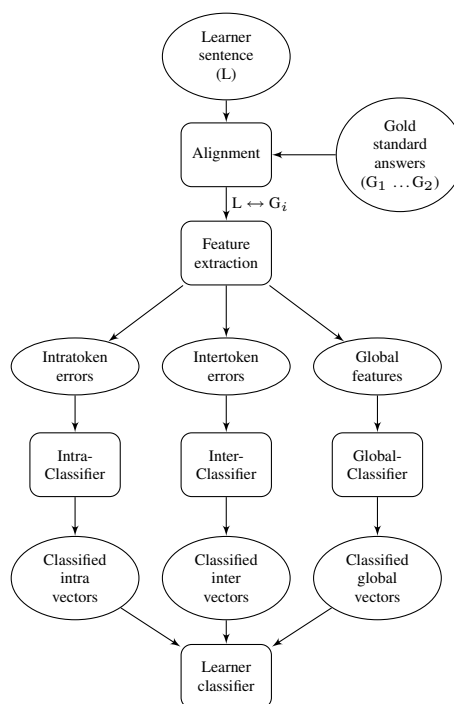 Learner
sentence
(L)
Alignment
Gold
standard
answers
(G₁ … G₂)
L ↔ Gᵢ
Feature
extraction
Intratoken
errors
Intertoken
errors
Global
features
Intra-
Classifier
Inter-
Classifier
Global-
Classifier
Classified
intra
vectors
Classified
inter
vectors
Classified
global
vectors
Learner
classifier